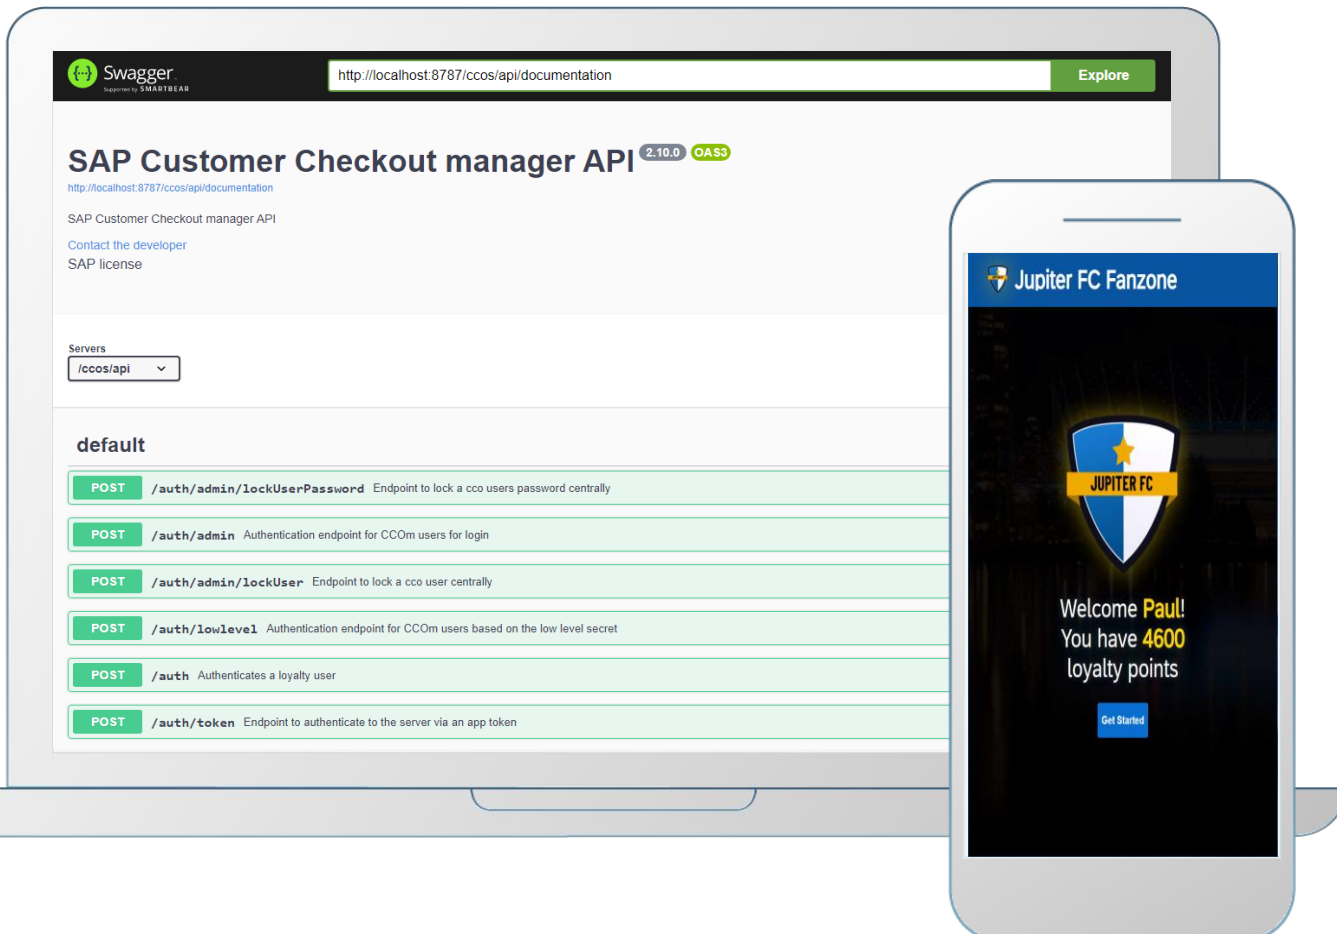 Swagger
Supported by SMARTBEAR
http://localhost:8787/ccos/api/documentation
Explore
SAP Customer Checkout manager API 2.10.0 OAS3
http://localhost:8787/ccos/api/documentation
SAP Customer Checkout manager API
Contact the developer
SAP license
Servers
/ccos/api
default
POST /auth/admin/lockUserPassword Endpoint to lock a cco users password centrally
POST /auth/admin Authentication endpoint for CCOm users for login
POST /auth/admin/lockUser Endpoint to lock a cco user centrally
POST /auth/lowlevel Authentication endpoint for CCOm users based on the low level secret
POST /auth Authenticates a loyalty user
POST /auth/token Endpoint to authenticate to the server via an app token
Jupiter FC Fanzone
JUPITER FC
Welcome Paul!
You have 4600
loyalty points
Get Started